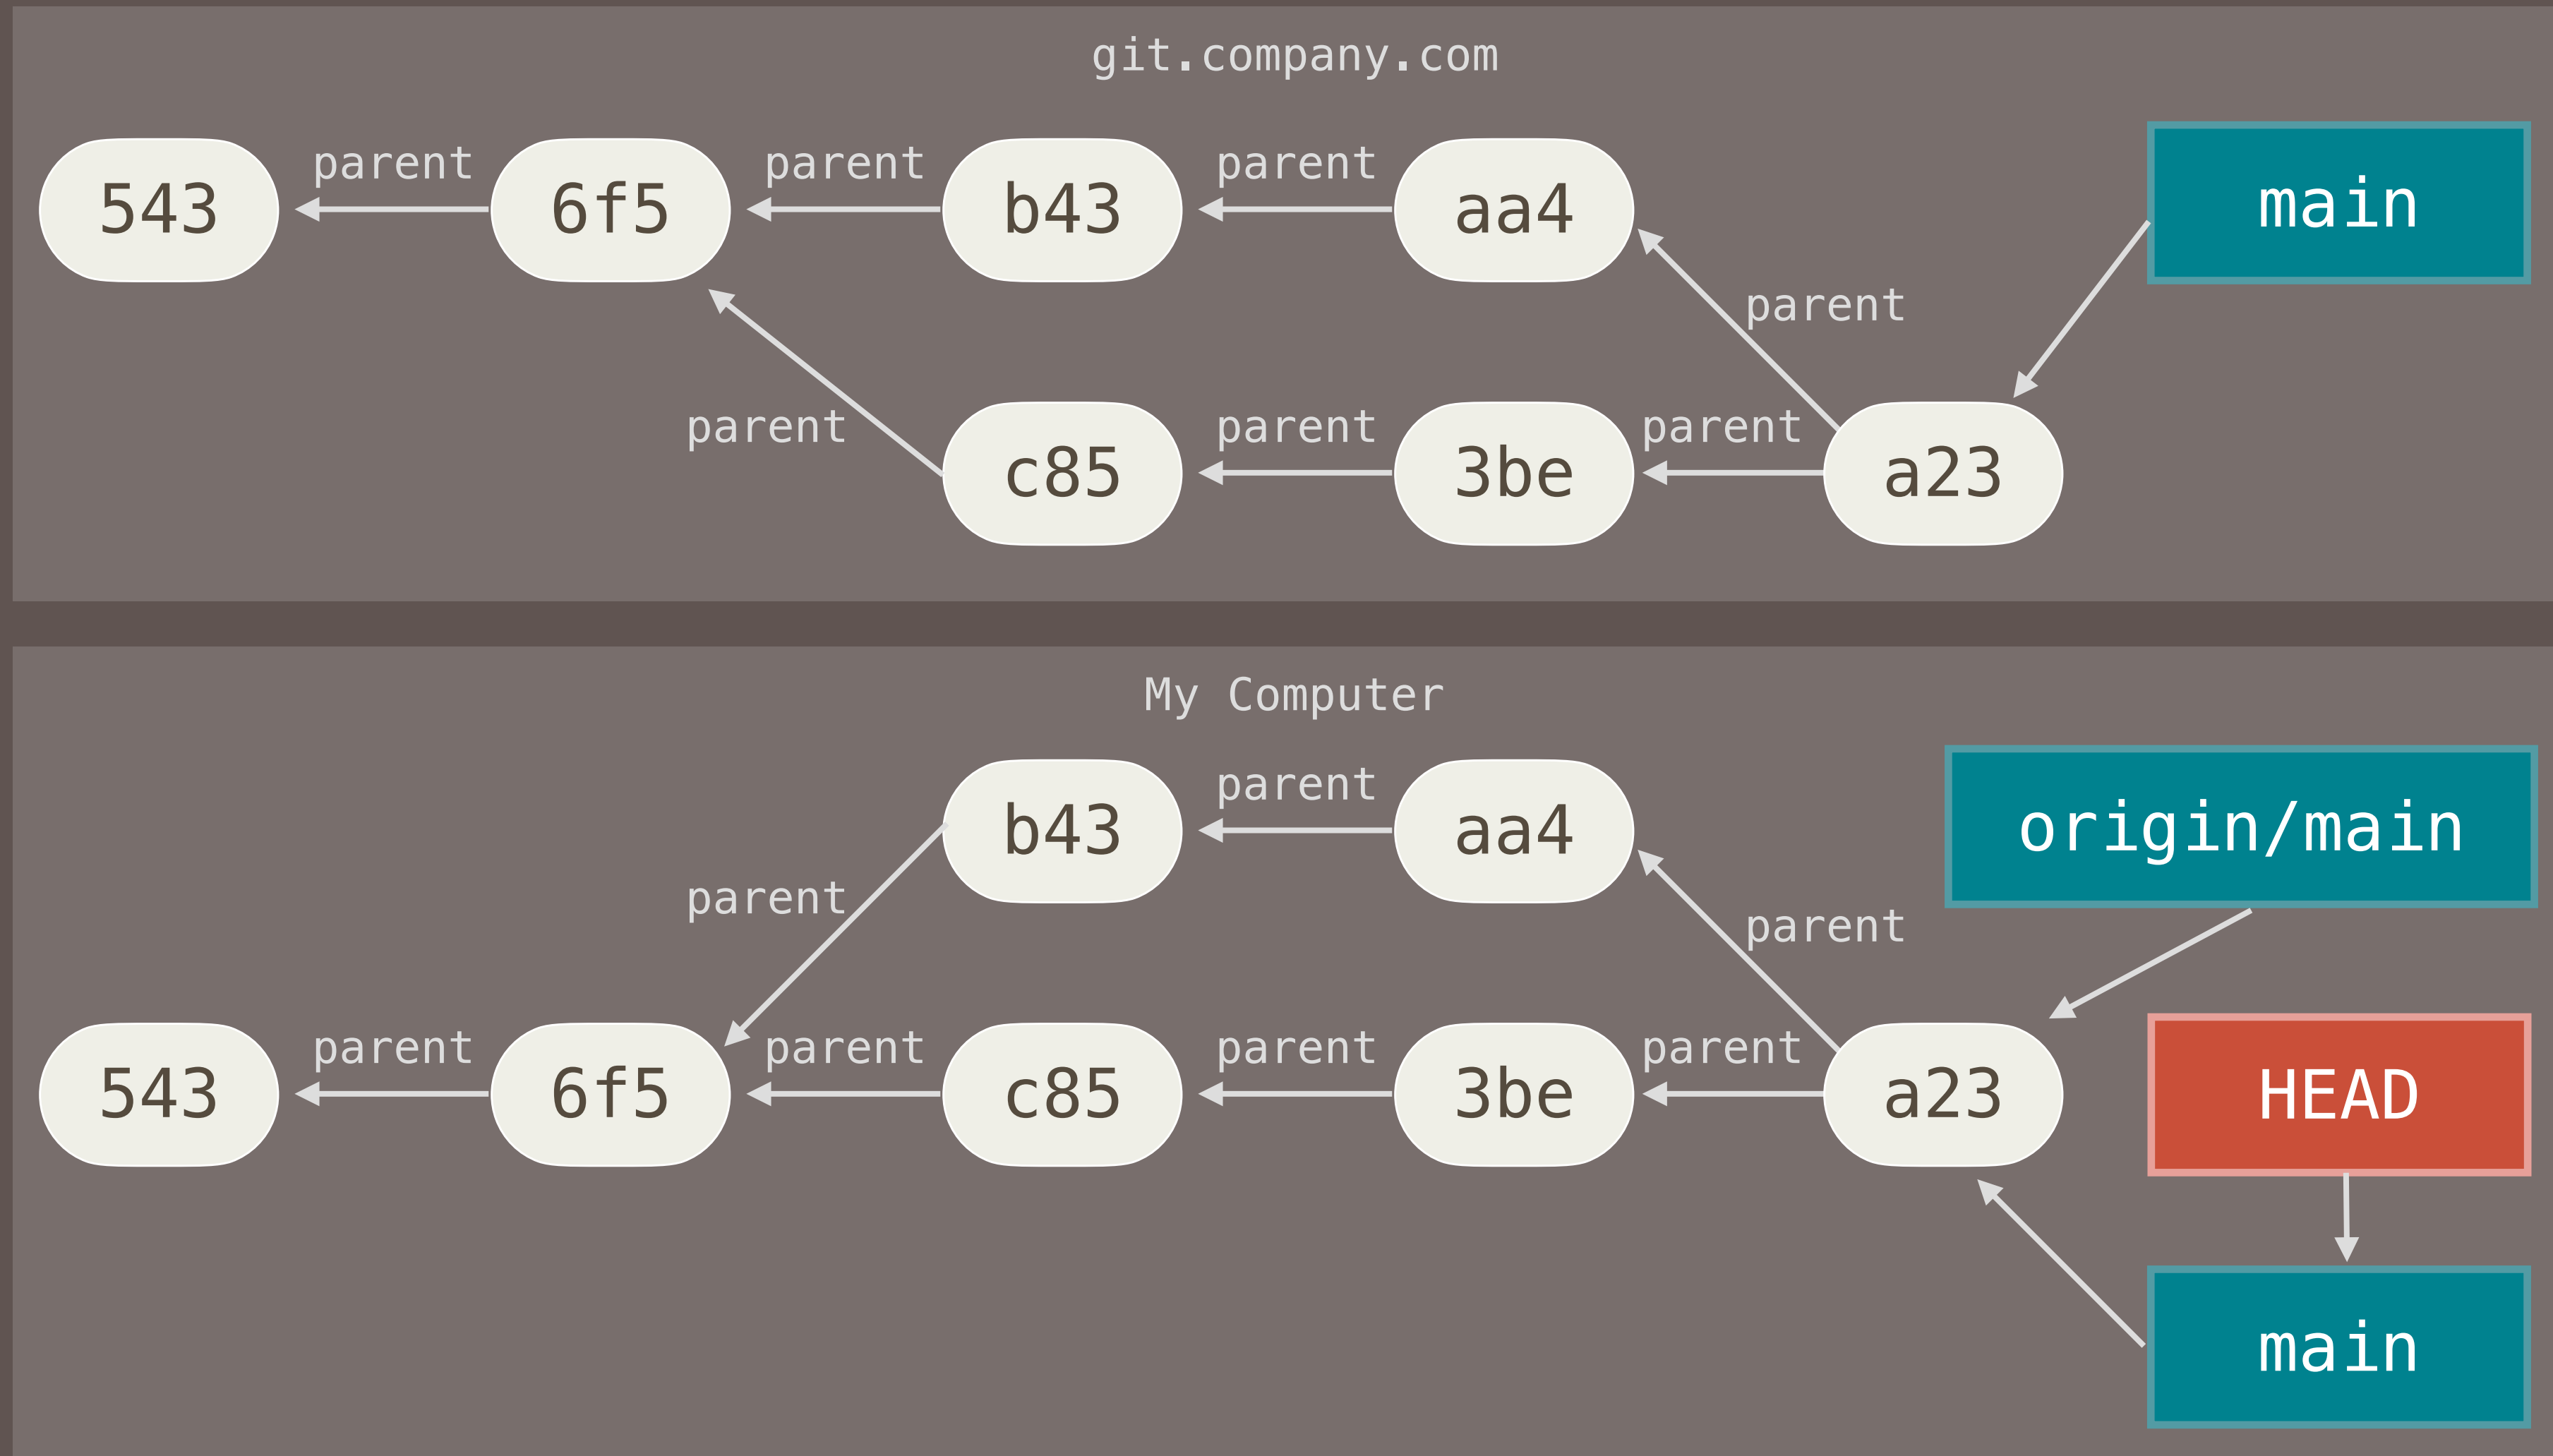 git.company.com
parent parent parent
543 6f5 b43 aa4 main
parent
parent parent parent
c85 3be a23
My Computer
parent
b43 aa4 origin/main
parent
parent
parent parent parent parent
543 6f5 c85 3be a23 HEAD
main